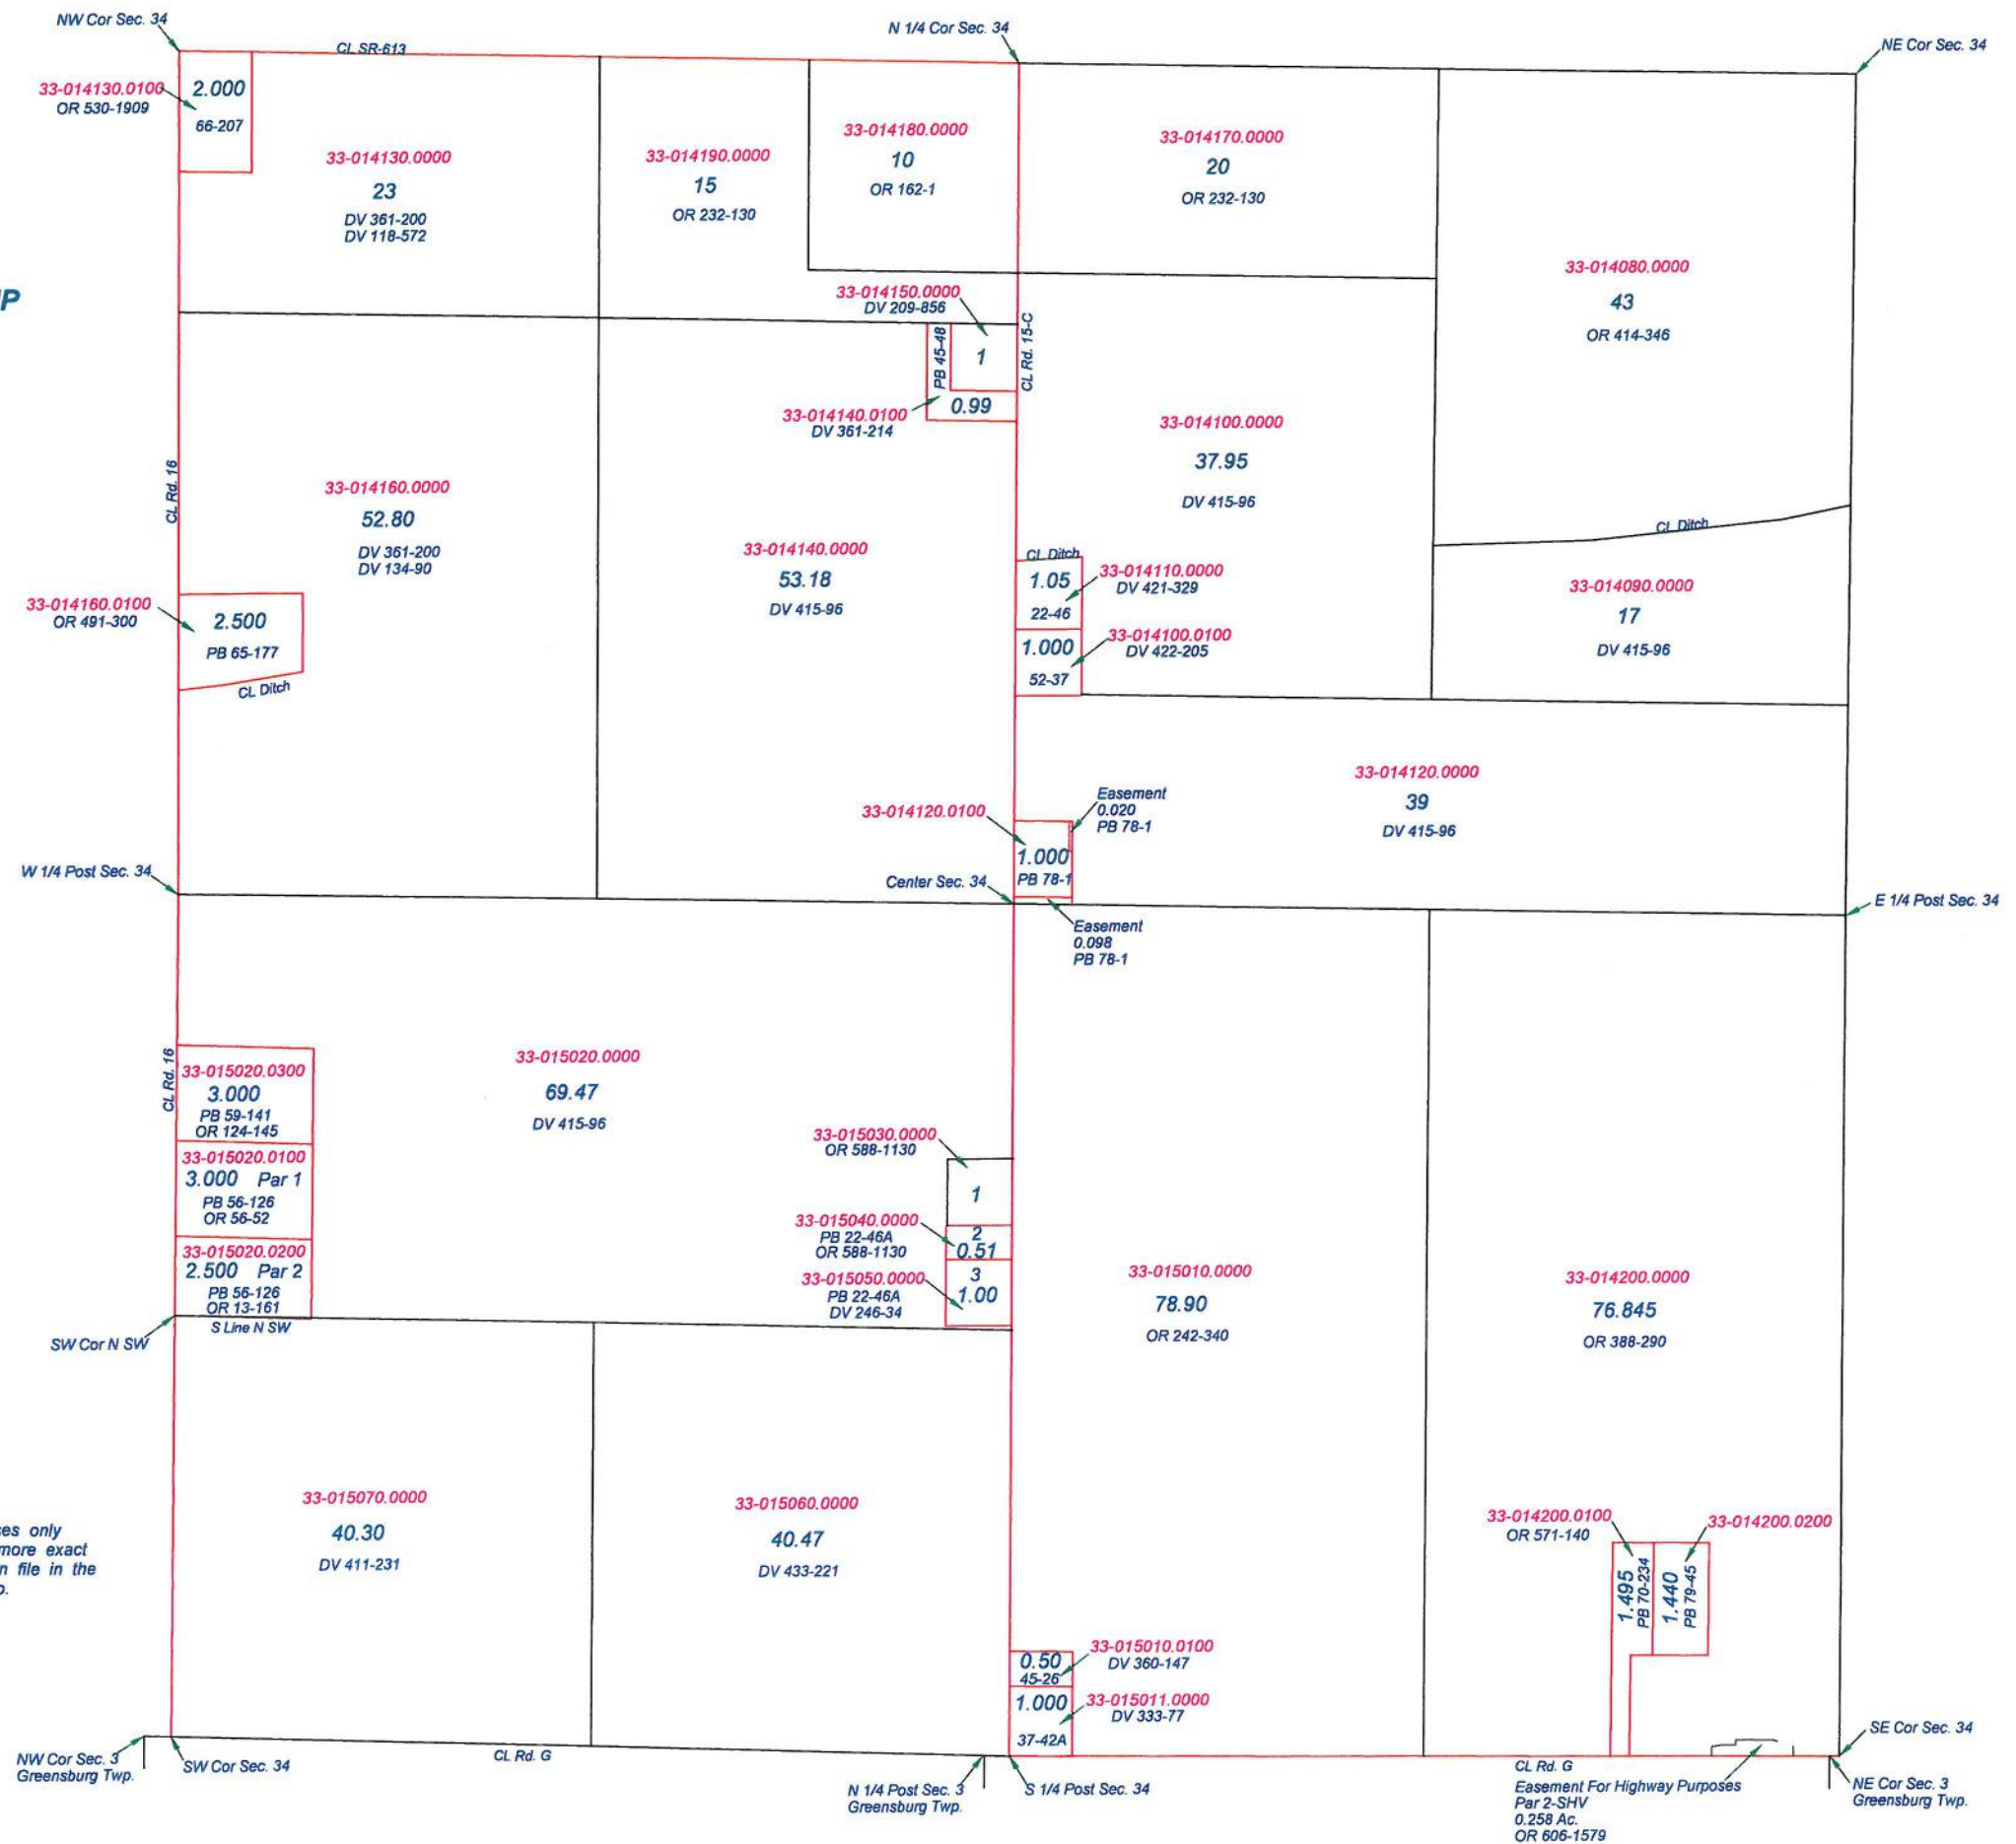 NW Cor Sec. 34
CL SR-613
N 1/4 Cor Sec. 34
NE Cor Sec. 34
33-014130.0100
OR 530-1909
2.000
66-207
33-014130.0000
23
DV 361-200
DV 118-572
33-014190.0000
15
OR 232-130
33-014180.0000
10
OR 162-1
33-014170.0000
20
OR 232-130
33-014080.0000
43
OR 414-346
IP
33-014150.0000
DV 209-856
1
PB 45-48
CL Rd. 15-C
0.99
33-014140.0100
DV 361-214
33-014100.0000
37.95
DV 415-96
CL Rd. 16
33-014160.0000
52.80
DV 361-200
DV 134-90
33-014140.0000
53.18
DV 415-96
CL Ditch
CL Ditch
1.05
22-46
33-014110.0000
DV 421-329
33-014090.0000
17
DV 415-96
33-014160.0100
OR 491-300
2.500
PB 65-177
CL Ditch
1.000
52-37
33-014100.0100
DV 422-205
33-014120.0000
39
DV 415-96
33-014120.0100
Easement
0.020
PB 78-1
1.000
PB 78-1
W 1/4 Post Sec. 34
Center Sec. 34
E 1/4 Post Sec. 34
Easement
0.098
PB 78-1
CL Rd. 16
33-015020.0300
3.000
PB 59-141
OR 124-145
33-015020.0000
69.47
DV 415-96
33-015020.0100
3.000 Par 1
PB 56-126
OR 56-52
33-015030.0000
OR 588-1130
1
33-015040.0000
PB 22-46A
OR 588-1130
2
0.51
33-015020.0200
2.500 Par 2
PB 56-126
OR 13-161
33-015050.0000
PB 22-46A
DV 246-34
3
1.00
33-015010.0000
78.90
OR 242-340
33-014200.0000
76.845
OR 388-290
S Line N SW
SW Cor N SW
33-015070.0000
40.30
DV 411-231
33-015060.0000
40.47
DV 433-221
33-014200.0100
OR 571-140
33-014200.0200
1.495
PB 70-234
1.440
PB 79-45
es only
more exact
n file in the
o.
0.50
45-26
33-015010.0100
DV 360-147
1.000
37-42A
33-015011.0000
DV 333-77
NW Cor Sec. 3
Greensburg Twp.
SW Cor Sec. 34
CL Rd. G
N 1/4 Post Sec. 3
Greensburg Twp.
S 1/4 Post Sec. 34
CL Rd. G
Easement For Highway Purposes
Par 2-SHV
0.258 Ac.
OR 606-1579
SE Cor Sec. 34
NE Cor Sec. 3
Greensburg Twp.